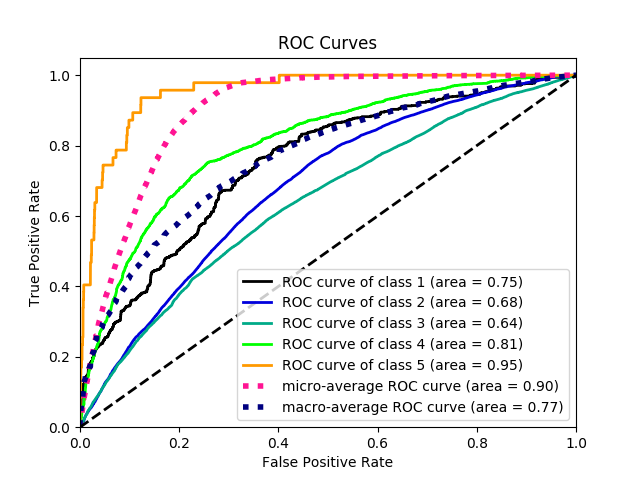 ROC Curves
True Positive Rate
1.0
0.8
0.6
0.4
0.2
0.0
ROC curve of class 1 (area = 0.75)
ROC curve of class 2 (area = 0.68)
ROC curve of class 3 (area = 0.64)
ROC curve of class 4 (area = 0.81)
ROC curve of class 5 (area = 0.95)
micro-average ROC curve (area = 0.90)
macro-average ROC curve (area = 0.77)
0.0 0.2 0.4 0.6 0.8 1.0
False Positive Rate